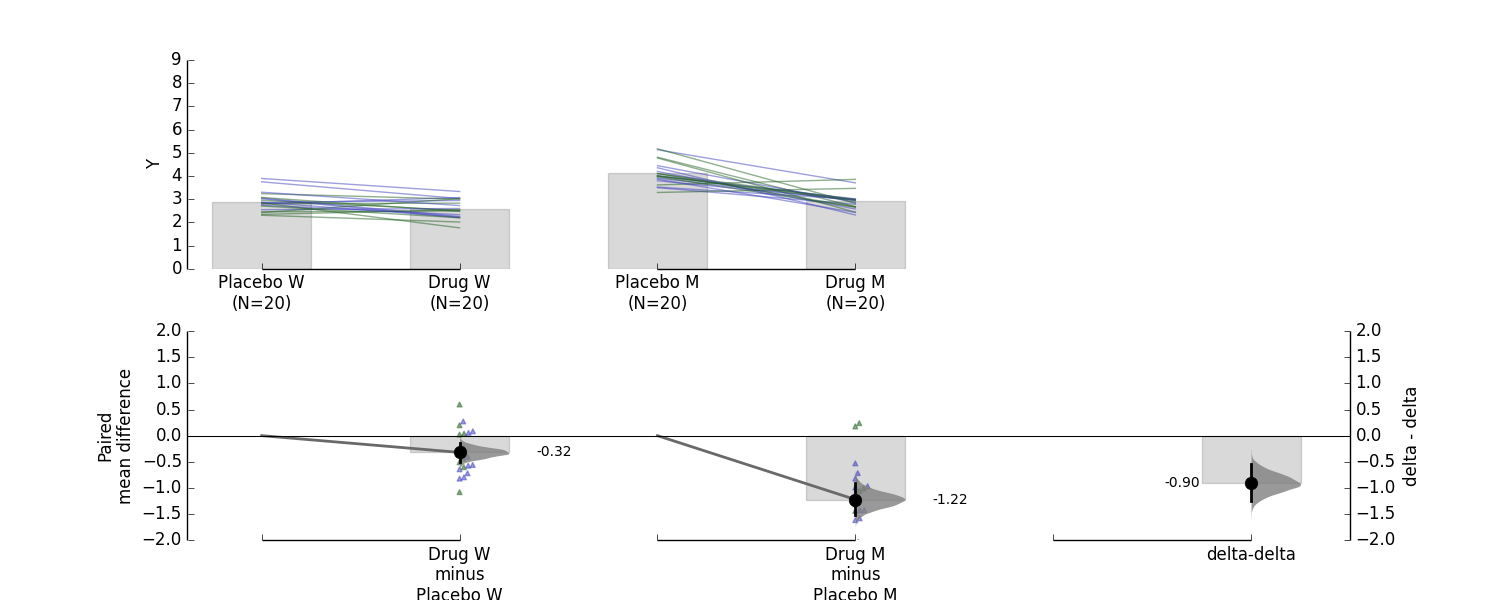 9
8
7
6
5
4
3
2
1
0
Y
Placebo W
(N=20)
Drug W
(N=20)
Placebo M
(N=20)
Drug M
(N=20)
2.0
1.5
1.0
0.5
0.0
−0.5
−1.0
−1.5
−2.0
Paired
mean difference
-0.32
-1.22
-0.90
Drug W
minus
Placebo W
Drug M
minus
Placebo M
delta-delta
2.0
1.5
1.0
0.5
0.0
−0.5
−1.0
−1.5
−2.0
delta - delta